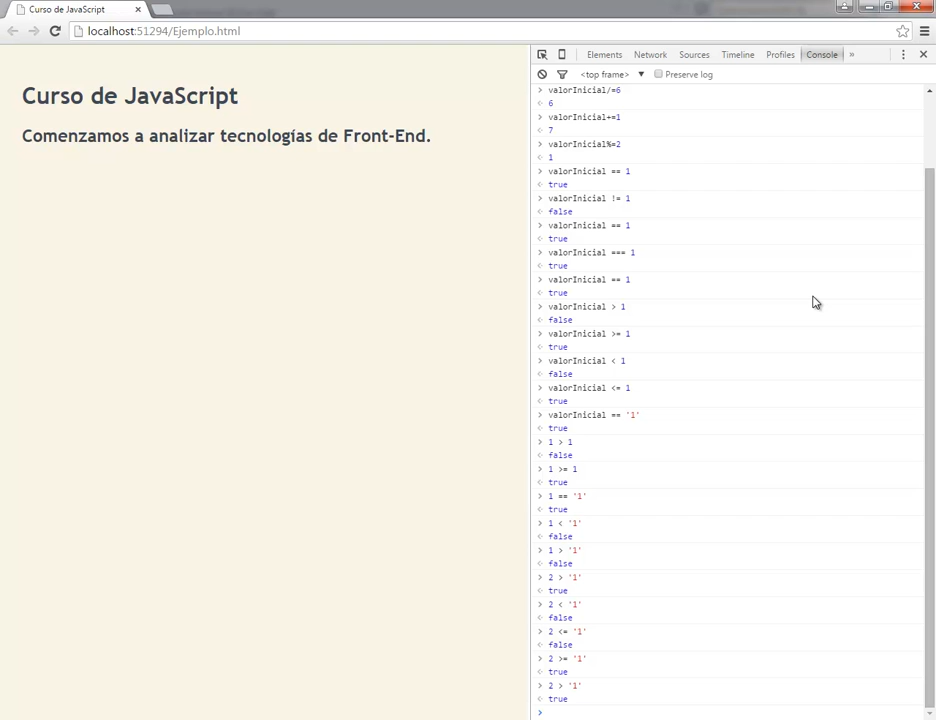 Curso de JavaScript
localhost:51294/Ejemplo.html
Curso de JavaScript
Comenzamos a analizar tecnologías de Front-End.
Elements Network Sources Timeline Profiles Console »
<top frame> Preserve log
valorInicial/=6
6
valorInicial+=1
7
valorInicial%=2
1
valorInicial == 1
true
valorInicial != 1
false
valorInicial == 1
true
valorInicial === 1
true
valorInicial == 1
true
valorInicial > 1
false
valorInicial >= 1
true
valorInicial < 1
false
valorInicial <= 1
true
valorInicial == '1'
true
1 > 1
false
1 >= 1
true
1 == '1'
true
1 < '1'
false
1 > '1'
false
2 > '1'
true
2 < '1'
false
2 <= '1'
false
2 >= '1'
true
2 > '1'
true